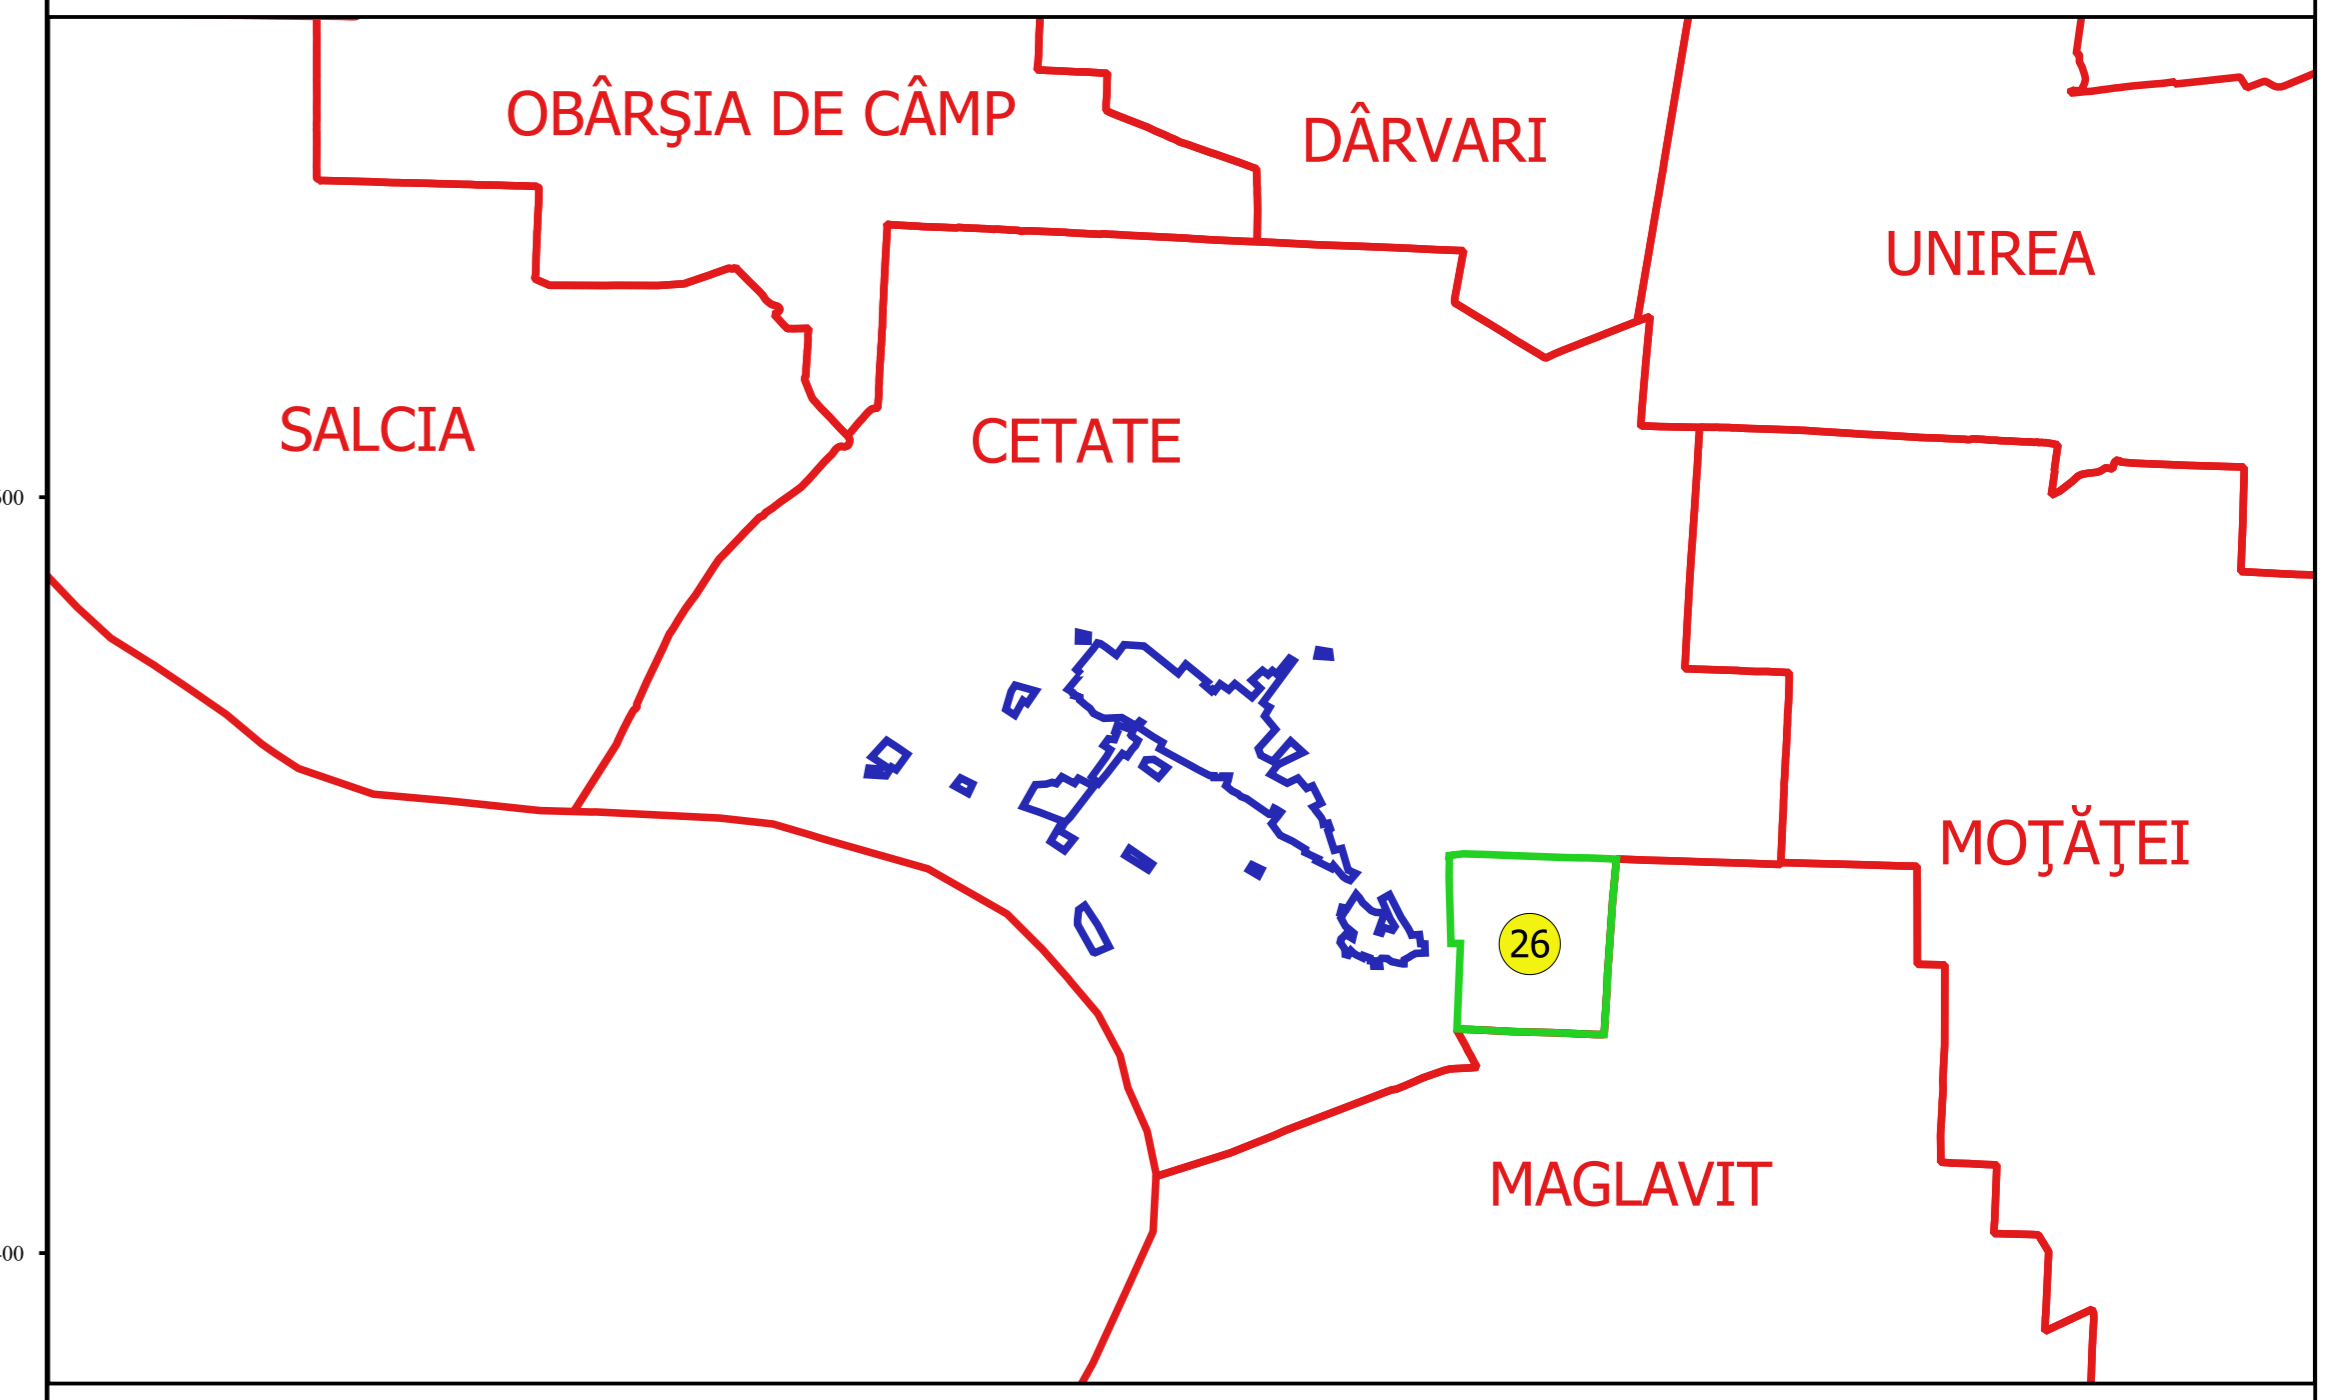 OBÂRŞIA DE CÂMP
DÂRVARI
UNIREA
SALCIA
CETATE
MOŢĂŢEI
26
MAGLAVIT